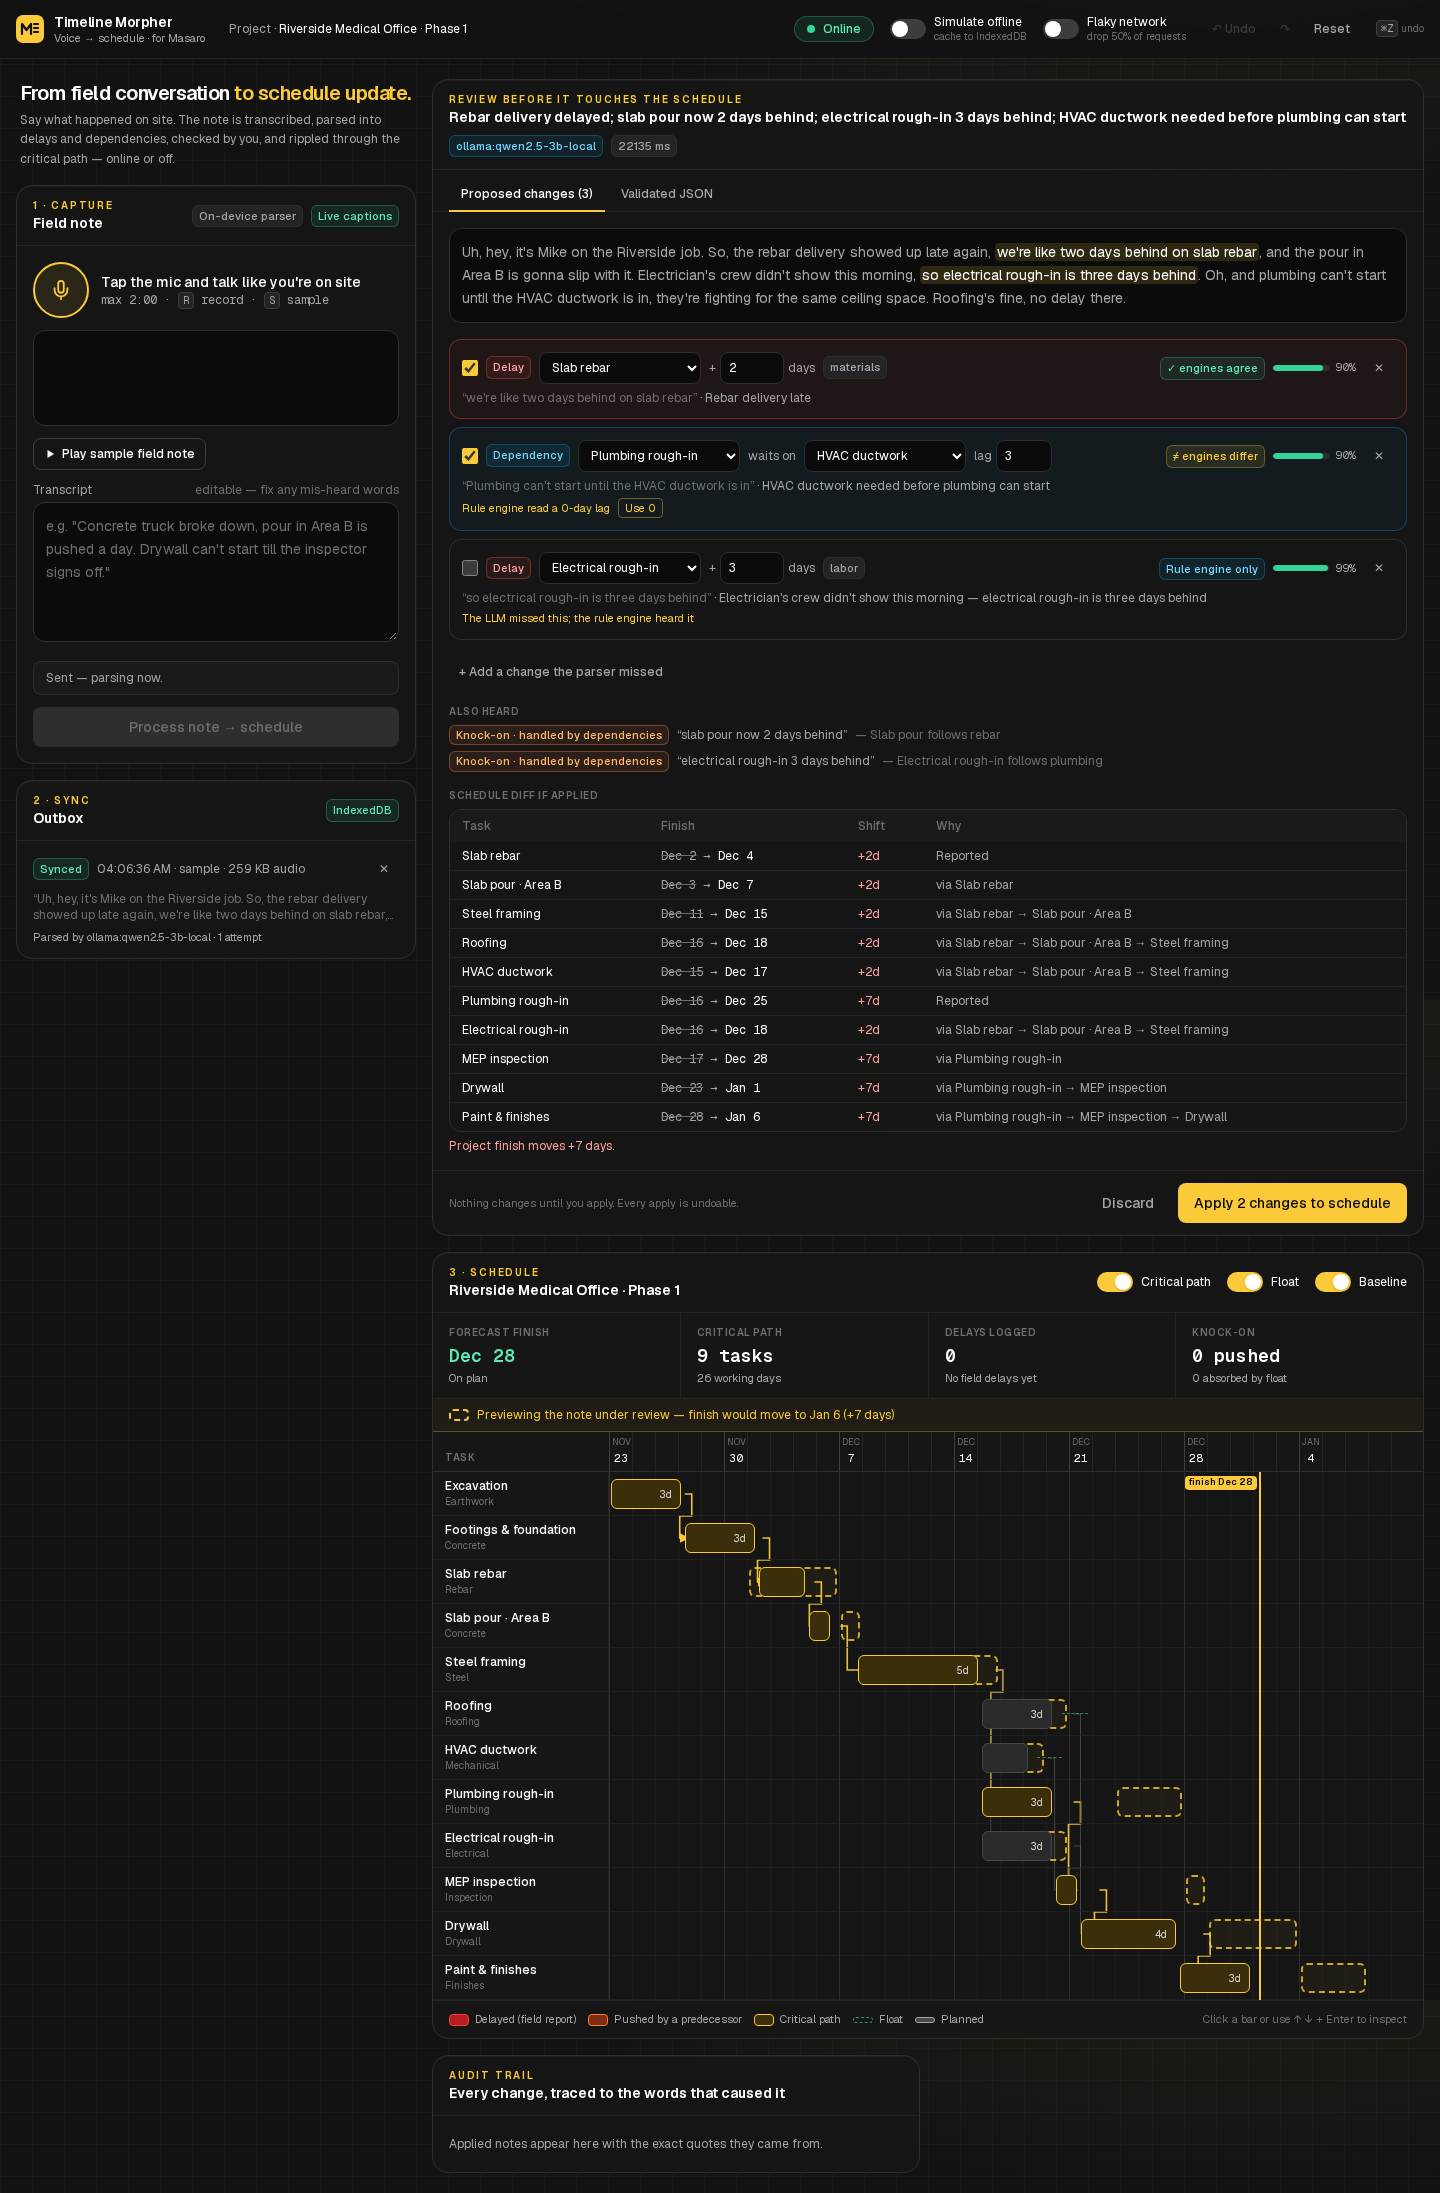 Timeline Morpher
Voice → schedule · for Masaro
Project · Riverside Medical Office · Phase 1
Online
Simulate offline
cache to IndexedDB
Flaky network
drop 50% of requests
↶ Undo
↷
Reset
⌘Z undo
From field conversation to schedule update.
Say what happened on site. The note is transcribed, parsed into
delays and dependencies, checked by you, and rippled through the
critical path — online or off.
1 · CAPTURE
Field note
On-device parser
Live captions
Tap the mic and talk like you're on site
max 2:00 · R record · S sample
▶ Play sample field note
Transcript
editable — fix any mis-heard words
e.g. "Concrete truck broke down, pour in Area B is
pushed a day. Drywall can't start till the inspector
signs off."
Sent — parsing now.
Process note → schedule
2 · SYNC
Outbox
IndexedDB
Synced
04:06:36 AM · sample · 259 KB audio
✕
“Uh, hey, it's Mike on the Riverside job. So, the rebar delivery
showed up late again, we're like two days behind on slab rebar,…
Parsed by ollama:qwen2.5-3b-local · 1 attempt
REVIEW BEFORE IT TOUCHES THE SCHEDULE
Rebar delivery delayed; slab pour now 2 days behind; electrical rough-in 3 days behind; HVAC ductwork needed before plumbing can start
ollama:qwen2.5-3b-local
22135 ms
Proposed changes (3)
Validated JSON
Uh, hey, it's Mike on the Riverside job. So, the rebar delivery showed up late again, we're like two days behind on slab rebar, and the pour in
Area B is gonna slip with it. Electrician's crew didn't show this morning, so electrical rough-in is three days behind. Oh, and plumbing can't start
until the HVAC ductwork is in, they're fighting for the same ceiling space. Roofing's fine, no delay there.
Delay
Slab rebar
+ 2 days
materials
✓ engines agree
90%
✕
“we're like two days behind on slab rebar” · Rebar delivery late
Dependency
Plumbing rough-in
waits on
HVAC ductwork
lag 3
≠ engines differ
90%
✕
“Plumbing can't start until the HVAC ductwork is in” · HVAC ductwork needed before plumbing can start
Rule engine read a 0-day lag
Use 0
Delay
Electrical rough-in
+ 3 days
labor
Rule engine only
99%
✕
“so electrical rough-in is three days behind” · Electrician's crew didn't show this morning — electrical rough-in is three days behind
The LLM missed this; the rule engine heard it
+ Add a change the parser missed
ALSO HEARD
Knock-on · handled by dependencies “slab pour now 2 days behind” — Slab pour follows rebar
Knock-on · handled by dependencies “electrical rough-in 3 days behind” — Electrical rough-in follows plumbing
SCHEDULE DIFF IF APPLIED
Task Finish Shift Why
Slab rebar Dec 2 → Dec 4 +2d Reported
Slab pour · Area B Dec 3 → Dec 7 +2d via Slab rebar
Steel framing Dec 11 → Dec 15 +2d via Slab rebar → Slab pour · Area B
Roofing Dec 16 → Dec 18 +2d via Slab rebar → Slab pour · Area B → Steel framing
HVAC ductwork Dec 15 → Dec 17 +2d via Slab rebar → Slab pour · Area B → Steel framing
Plumbing rough-in Dec 16 → Dec 25 +7d Reported
Electrical rough-in Dec 16 → Dec 18 +2d via Slab rebar → Slab pour · Area B → Steel framing
MEP inspection Dec 17 → Dec 28 +7d via Plumbing rough-in
Drywall Dec 23 → Jan 1 +7d via Plumbing rough-in → MEP inspection
Paint & finishes Dec 28 → Jan 6 +7d via Plumbing rough-in → MEP inspection → Drywall
Project finish moves +7 days.
Nothing changes until you apply. Every apply is undoable.
Discard
Apply 2 changes to schedule
3 · SCHEDULE
Riverside Medical Office · Phase 1
Critical path
Float
Baseline
FORECAST FINISH
Dec 28
On plan
CRITICAL PATH
9 tasks
26 working days
DELAYS LOGGED
0
No field delays yet
KNOCK-ON
0 pushed
0 absorbed by float
Previewing the note under review — finish would move to Jan 6 (+7 days)
TASK
NOV 23
NOV 30
DEC 7
DEC 14
DEC 21
DEC 28
JAN 4
finish Dec 28
Excavation
Earthwork
3d
Footings & foundation
Concrete
3d
Slab rebar
Rebar
Slab pour · Area B
Concrete
Steel framing
Steel
5d
Roofing
Roofing
3d
HVAC ductwork
Mechanical
Plumbing rough-in
Plumbing
3d
Electrical rough-in
Electrical
3d
MEP inspection
Inspection
Drywall
Drywall
4d
Paint & finishes
Finishes
3d
Delayed (field report)
Pushed by a predecessor
Critical path
Float
Planned
Click a bar or use ↑ ↓ + Enter to inspect
AUDIT TRAIL
Every change, traced to the words that caused it
Applied notes appear here with the exact quotes they came from.